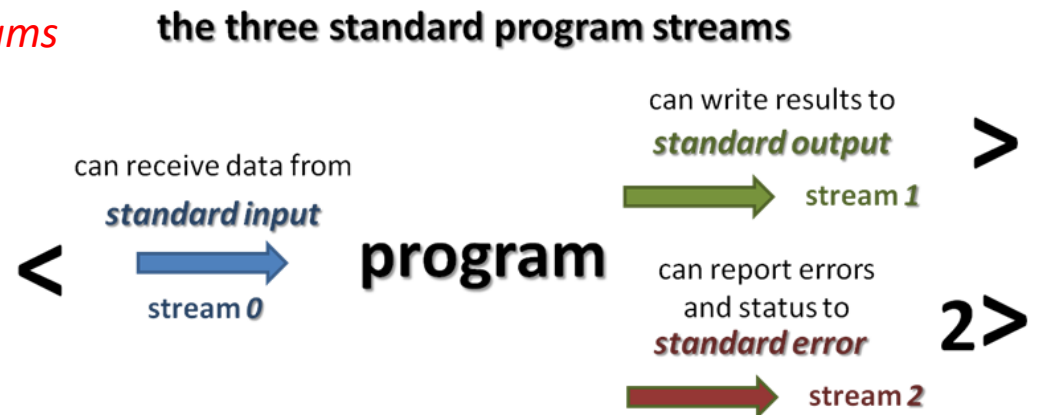 the three standard program streams
can receive data from
standard input
<
stream 0
program
can write results to
standard output
>
stream 1
can report errors
and status to
standard error
2>
stream 2